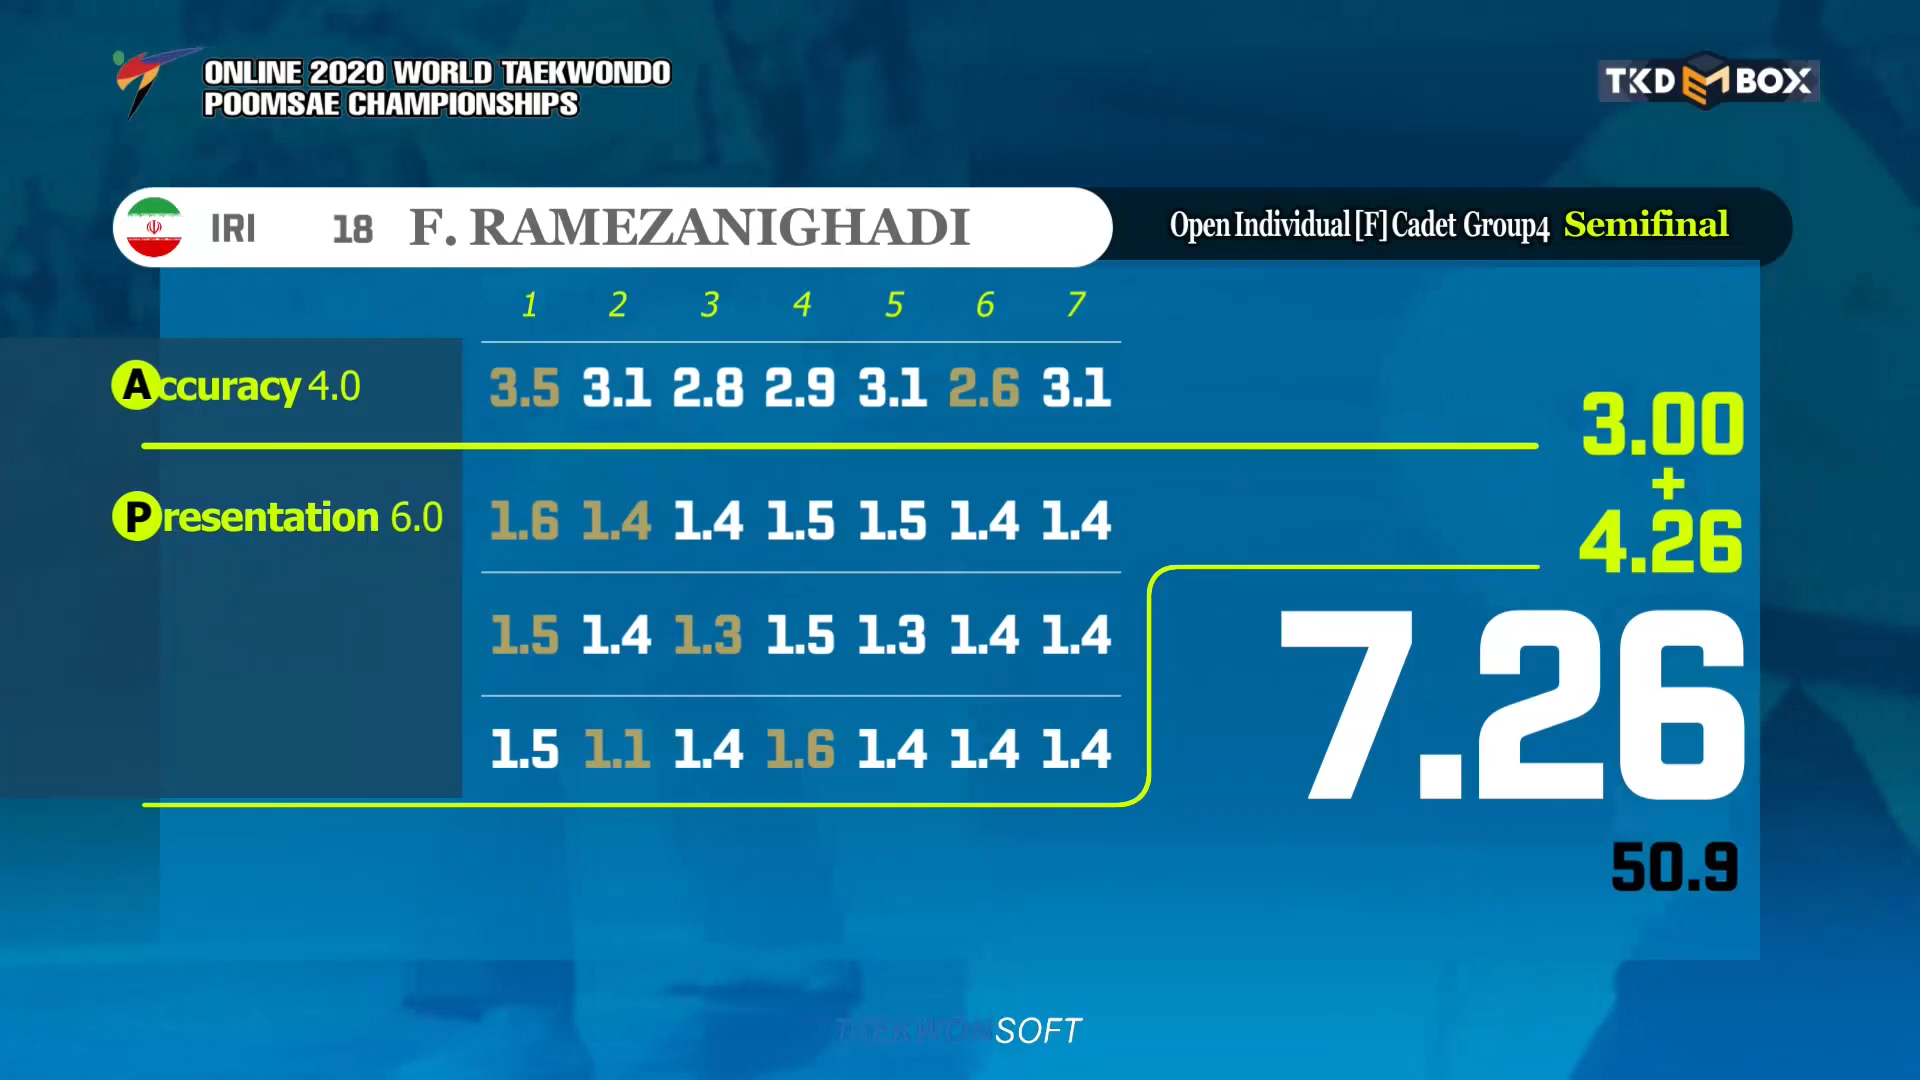 ONLINE 2020 WORLD TAEKWONDO
POOMSAE CHAMPIONSHIPS
TKD BOX
IRI 18 F. RAMEZANIGHADI
Open Individual [F] Cadet Group4 Semifinal
1 2 3 4 5 6 7
Accuracy 4.0 3.5 3.1 2.8 2.9 3.1 2.6 3.1
3.00
+
4.26
Presentation 6.0 1.6 1.4 1.4 1.5 1.5 1.4 1.4
1.5 1.4 1.3 1.5 1.3 1.4 1.4
1.5 1.1 1.4 1.6 1.4 1.4 1.4
7.26
50.9
TAEKWONSOFT